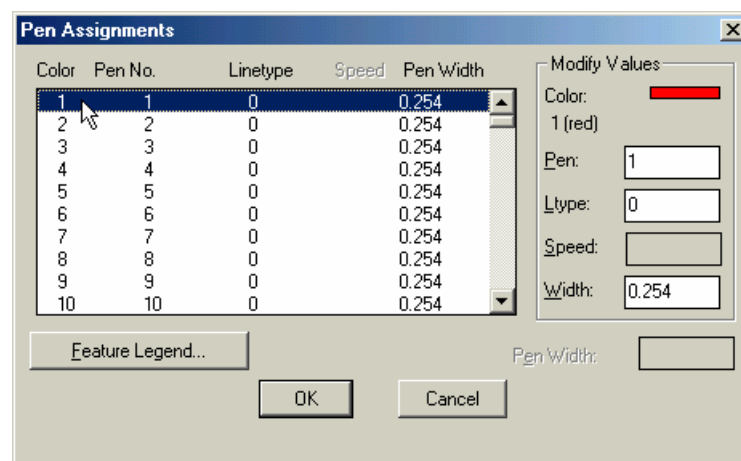 Pen Assignments
Color Pen No. Linetype Speed Pen Width
1 1 0 0.254
2 2 0 0.254
3 3 0 0.254
4 4 0 0.254
5 5 0 0.254
6 6 0 0.254
7 7 0 0.254
8 8 0 0.254
9 9 0 0.254
10 10 0 0.254
Modify Values
Color:
1 (red)
Pen: 1
Ltype: 0
Speed:
Width: 0.254
Feature Legend...
Pen Width:
OK Cancel